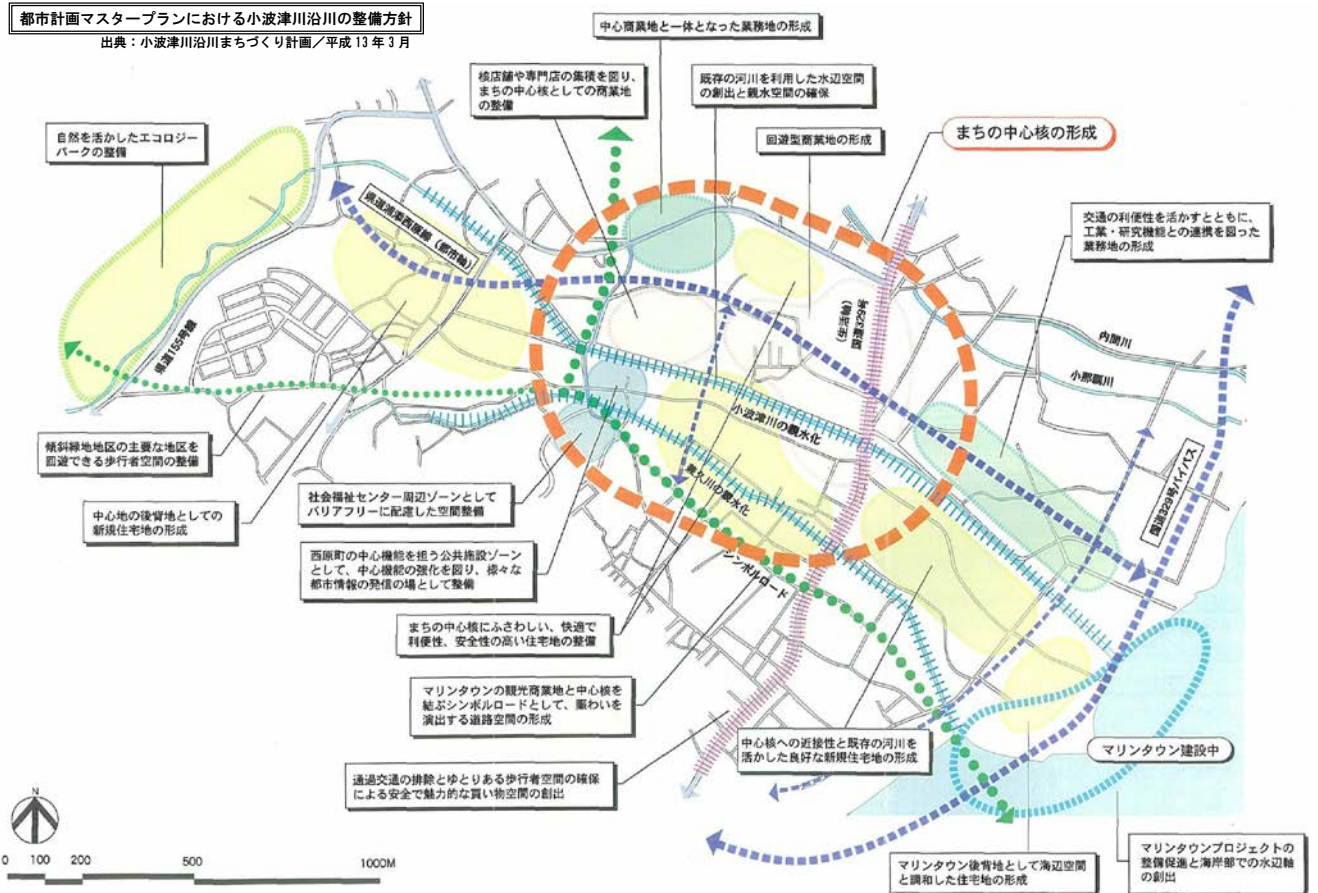 都市計画マスタープランにおける小波津川沿川の整備方針
出典：小波津川沿川まちづくり計画／平成13年3月
中心商業地と一体となった業務地の形成
核店舗や専門店の集積を図り、
まちの中心核としての商業地
の整備
既存の河川を利用した水辺空間
の創出と親水空間の確保
回遊型商業地の形成
まちの中心核の形成
自然を活かしたエコロジー
パークの整備
交通の利便性を活かすとともに、
工業・研究機能との連携を図った
業務地の形成
県道浦添西原線（都市軸）
県道155号線
（生活軸）
国道329号
内間川
小那覇川
小波津川の親水化
兼久川の親水化
国道329号バイパス
シンボルロード
傾斜緑地地区の主要な地区を
回遊できる歩行者空間の整備
中心地の後背地としての
新規住宅地の形成
社会福祉センター周辺ゾーンとして
バリアフリーに配慮した空間整備
西原町の中心機能を担う公共施設ゾーン
として、中心機能の強化を図り、様々な
都市情報の発信の場として整備
まちの中心核にふさわしい、快適で
利便性、安全性の高い住宅地の整備
マリンタウンの観光商業地と中心核を
結ぶシンボルロードとして、賑わいを
演出する道路空間の形成
中心核への近接性と既存の河川を
活かした良好な新規住宅地の形成
マリンタウン建設中
通過交通の排除とゆとりある歩行者空間の確保
による安全で魅力的な買い物空間の創出
マリンタウン後背地として海辺空間
と調和した住宅地の形成
マリンタウンプロジェクトの
整備促進と海岸部での水辺軸
の創出
N
0 100 200 500 1000M